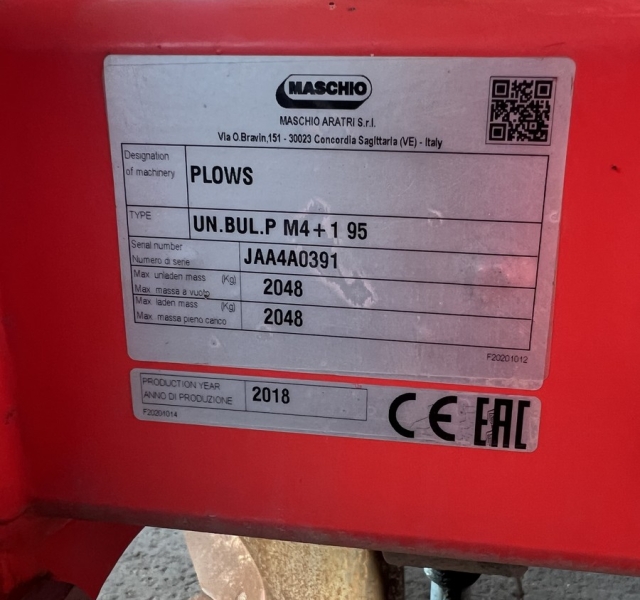 MASCHIO
MASCHIO ARATRI S.r.l.
Via O.Bravin,151 - 30023 Concordia Sagittaria (VE) - Italy
Designation
of machinery
PLOWS
TYPE
UN.BUL.P M4+1 95
Serial number
Numero di serie
JAA4A0391
Max. unladen mass (Kg)
Max. massa a vuoto
2048
Max. laden mass (Kg)
Max. massa pieno carico
2048
F20201012
PRODUCTION YEAR
ANNO DI PRODUZIONE
2018
F20201014
CE EAC